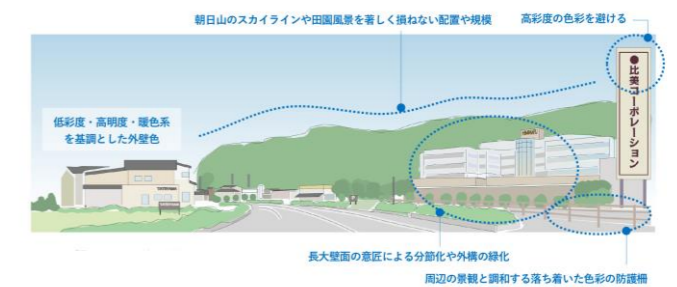 朝日山のスカイラインや田園風景を著しく損ねない配置や規模
高彩度の色彩を避ける
低彩度・高明度・暖色系
を基調とした外壁色
●比美コーポレーション
長大壁面の意匠による分節化や外構の緑化
周辺の景観と調和する落ち着いた色彩の防護柵